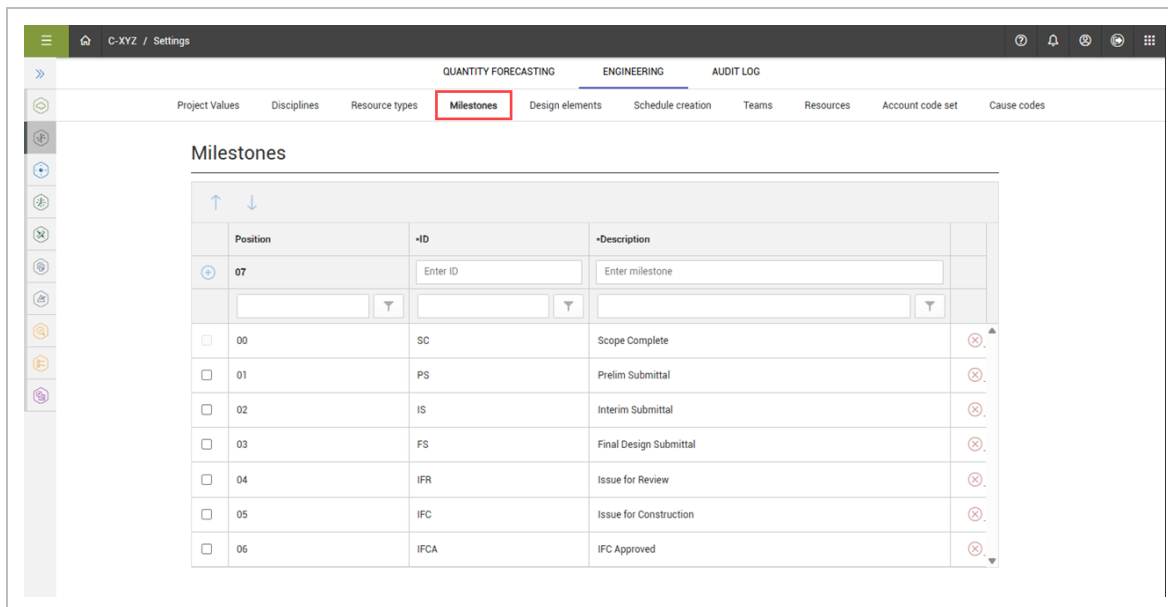 C-XYZ / Settings
QUANTITY FORECASTING ENGINEERING AUDIT LOG
Project Values Disciplines Resource types Milestones Design elements Schedule creation Teams Resources Account code set Cause codes
Milestones
Position *ID *Description
07 Enter ID Enter milestone
00 SC Scope Complete
01 PS Prelim Submittal
02 IS Interim Submittal
03 FS Final Design Submittal
04 IFR Issue for Review
05 IFC Issue for Construction
06 IFCA IFC Approved